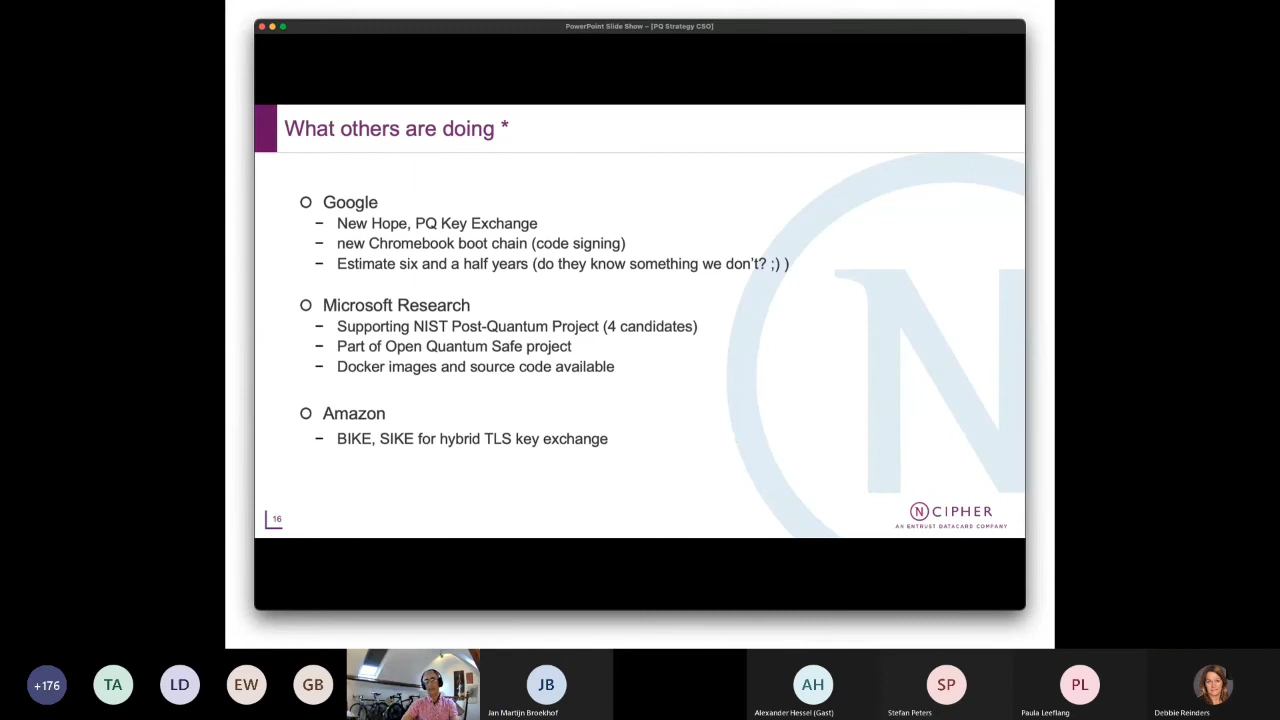 PowerPoint Slide Show – [PQ Strategy CSO]
What others are doing *
Google
– New Hope, PQ Key Exchange
– new Chromebook boot chain (code signing)
– Estimate six and a half years (do they know something we don't? ;) )
Microsoft Research
– Supporting NIST Post-Quantum Project (4 candidates)
– Part of Open Quantum Safe project
– Docker images and source code available
Amazon
– BIKE, SIKE for hybrid TLS key exchange
N
16
N CIPHER
AN ENTRUST DATACARD COMPANY
+176
TA
LD
EW
GB
JB
Jan Martijn Broekhof
AH
Alexander Hessel (Gast)
SP
Stefan Peters
PL
Paula Leeflang
Debbie Reinders